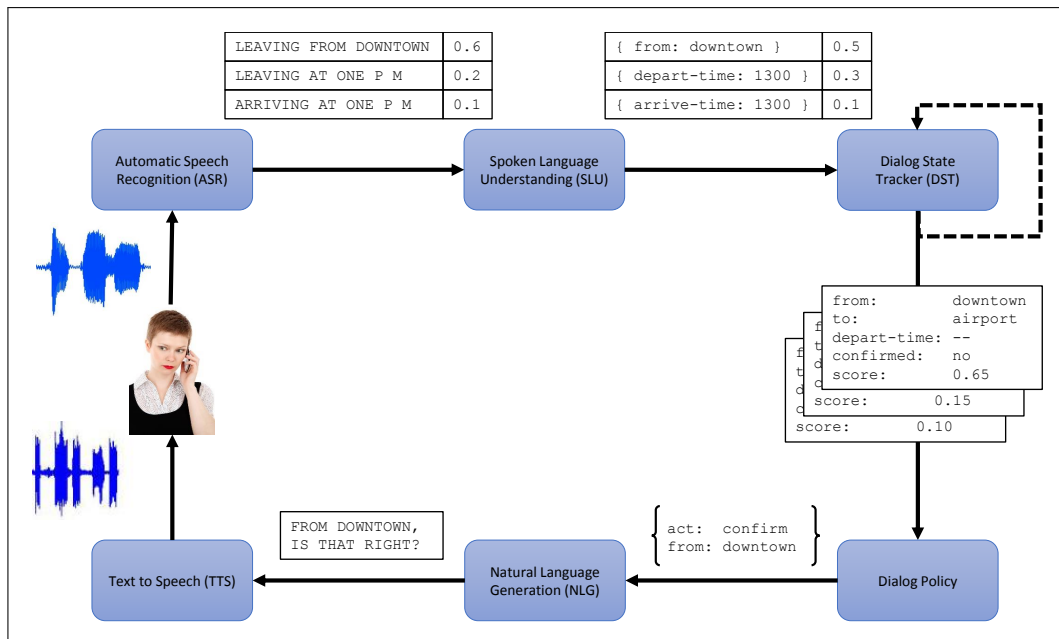 LEAVING FROM DOWNTOWN 0.6
LEAVING AT ONE P M 0.2
ARRIVING AT ONE P M 0.1
{ from: downtown } 0.5
{ depart-time: 1300 } 0.3
{ arrive-time: 1300 } 0.1
Automatic Speech
Recognition (ASR)
Spoken Language
Understanding (SLU)
Dialog State
Tracker (DST)
from: downtown
to: airport
depart-time: --
confirmed: no
score: 0.65
f
t
d
c
score: 0.15
f
t
d
c
score: 0.10
act: confirm
from: downtown
FROM DOWNTOWN,
IS THAT RIGHT?
Text to Speech (TTS)
Natural Language
Generation (NLG)
Dialog Policy